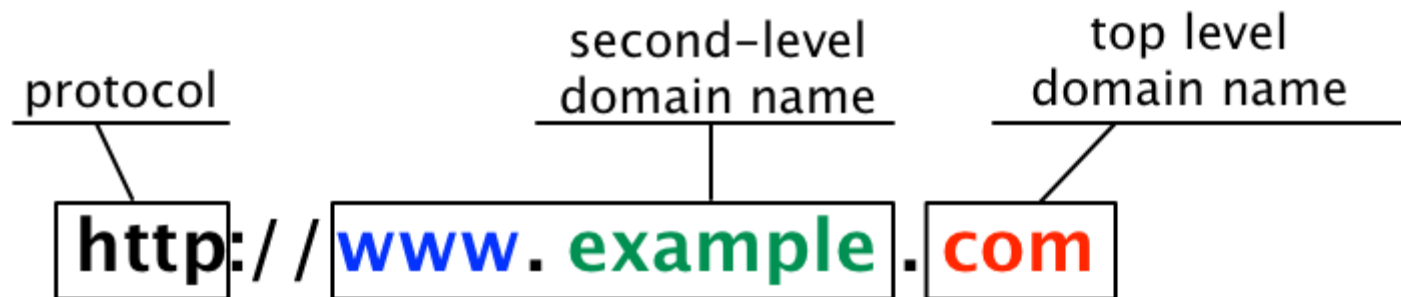 protocol
second-level
domain name
top level
domain name
http://www.example.com